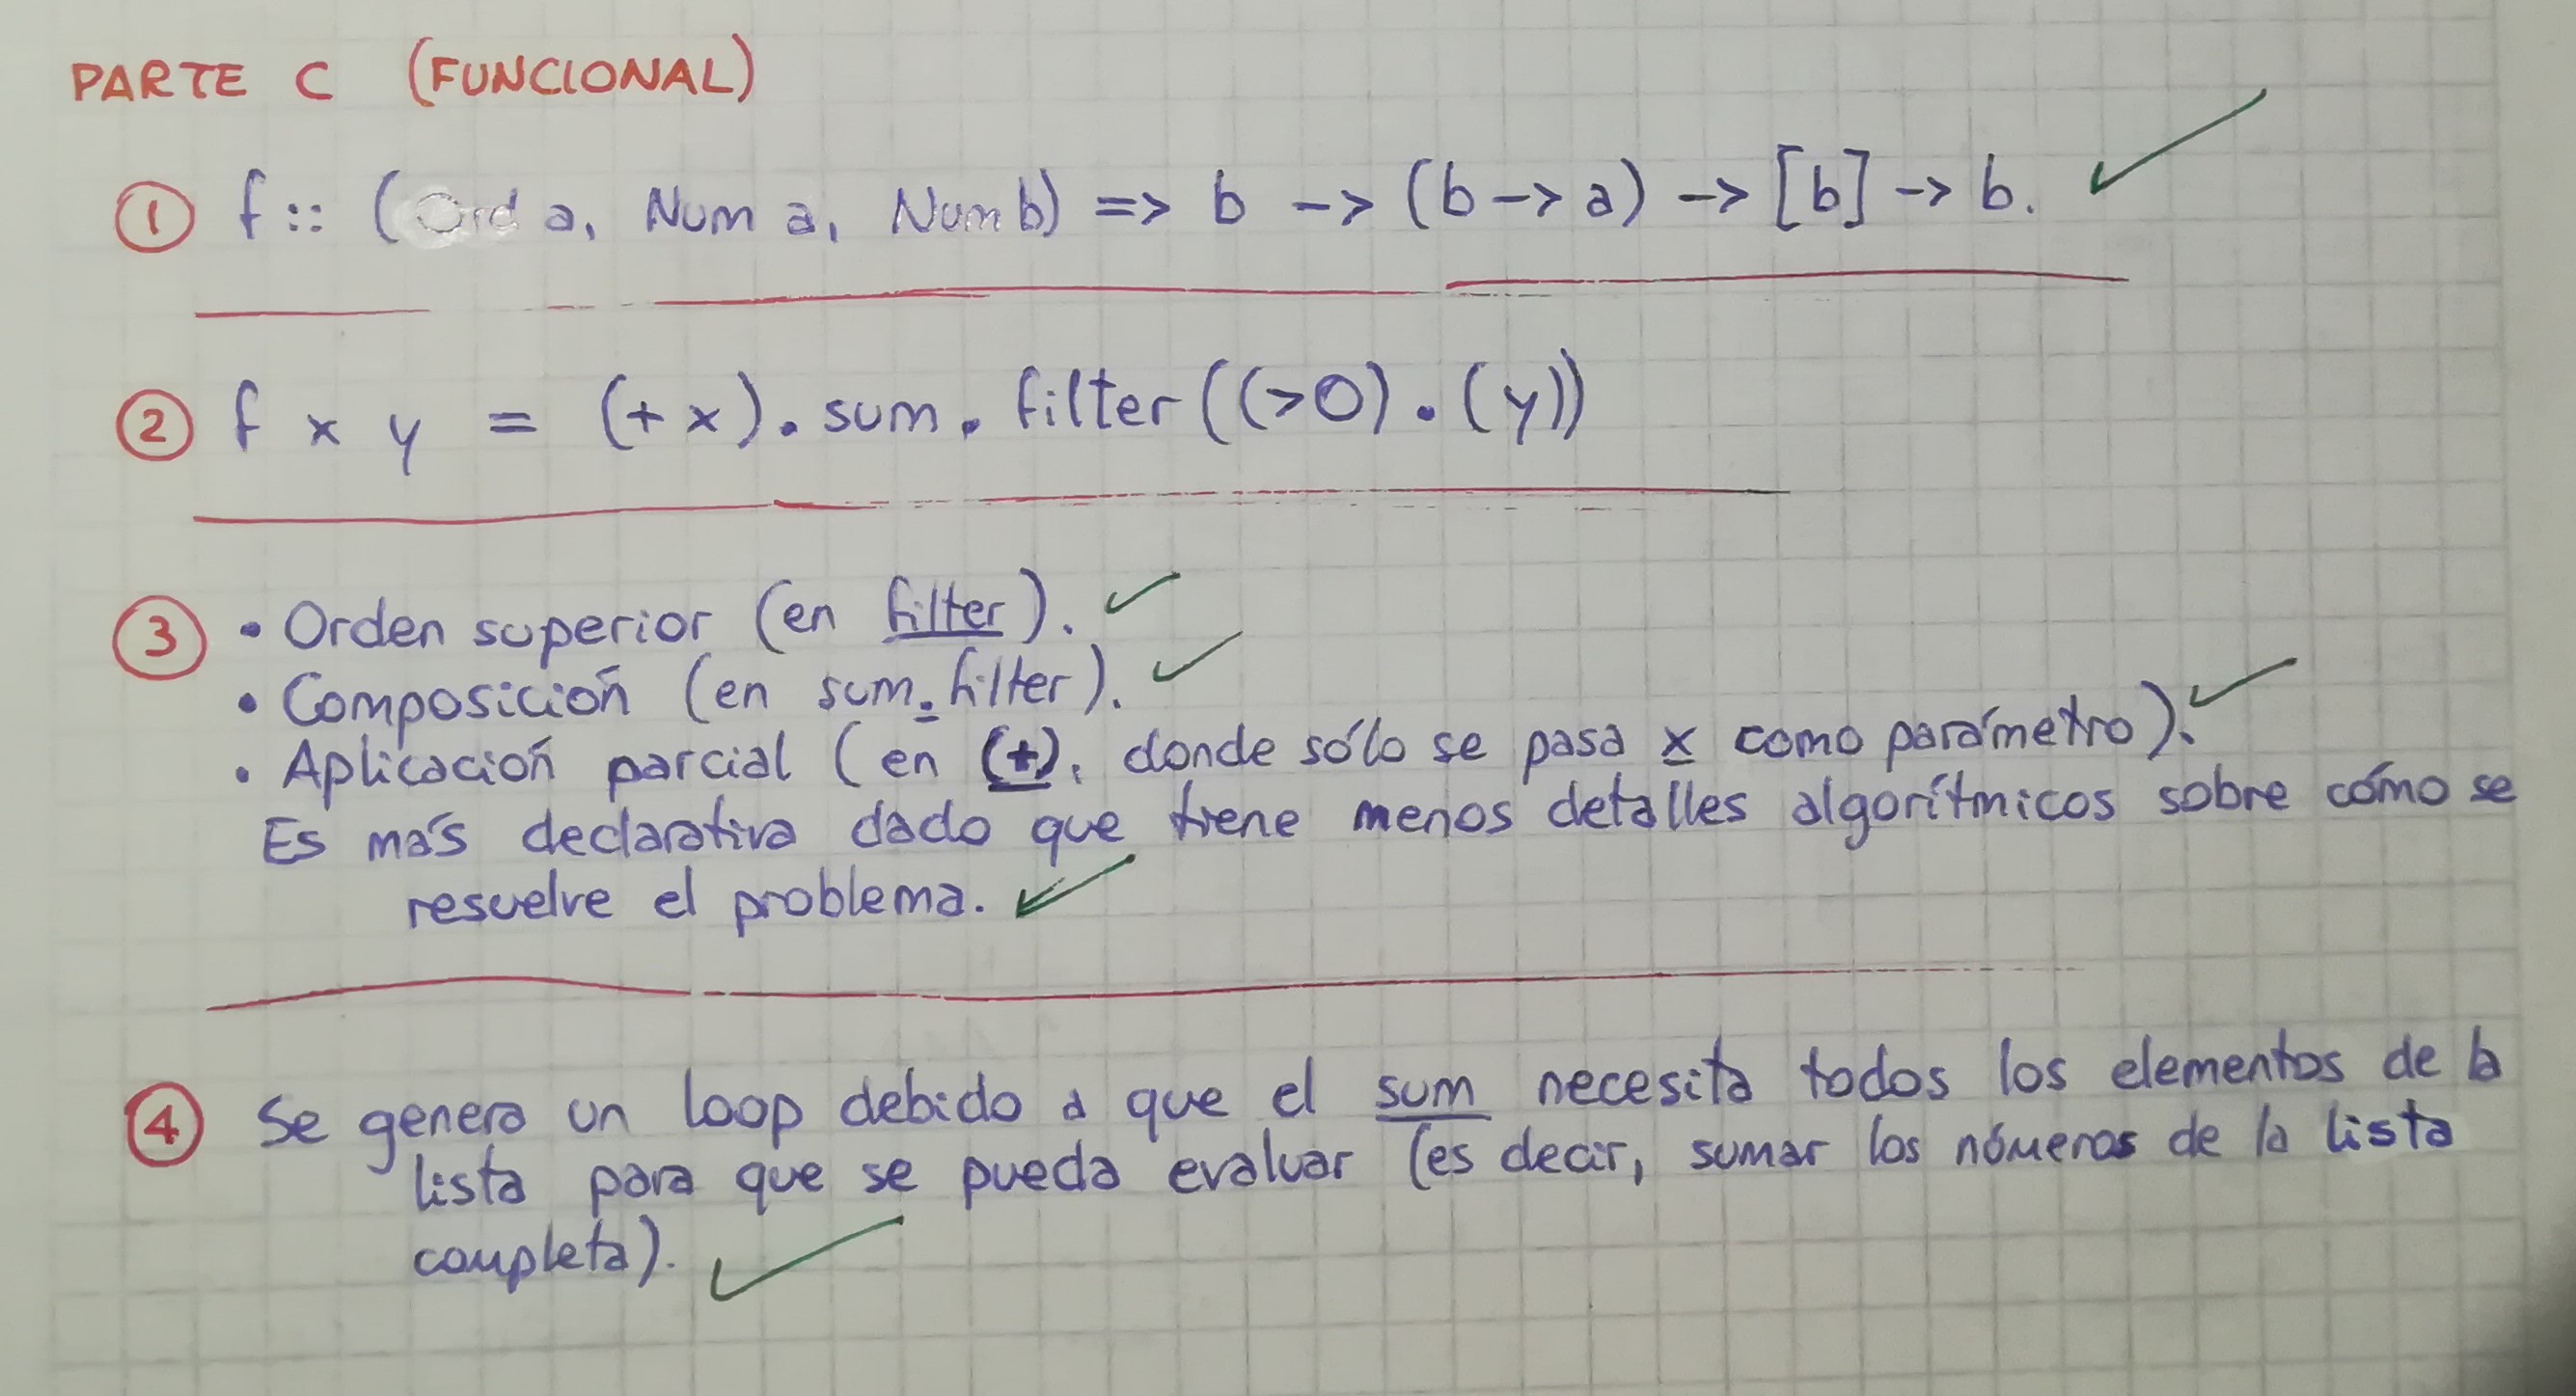 PARTE C (FUNCIONAL)
① f :: (Ord a, Num a, Num b) => b -> (b -> a) -> [b] -> b.
② f x y = (+ x) . sum . filter ((>0) . (y))
③ • Orden superior (en filter).
• Composición (en sum . filter).
• Aplicación parcial (en (+), donde sólo se pasa x como parámetro).
Es más declarativa dado que tiene menos detalles algorítmicos sobre cómo se
resuelve el problema.
④ Se genera un loop debido a que el sum necesita todos los elementos de la
lista para que se pueda evaluar (es decir, sumar los números de la lista
completa).